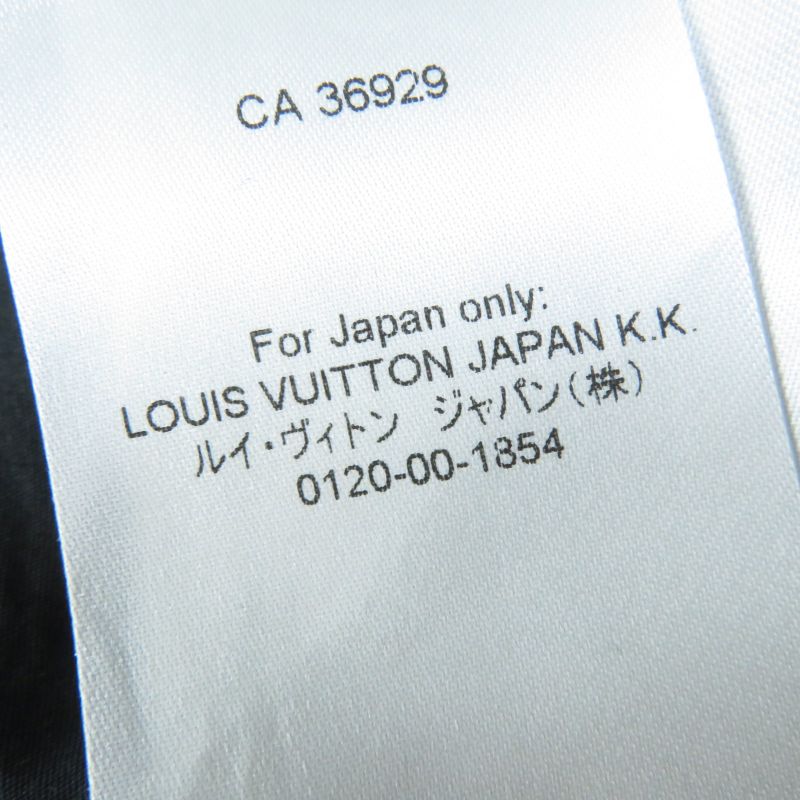 CA 36929
For Japan only:
LOUIS VUITTON JAPAN K.K.
ルイ・ヴィトン ジャパン(株)
0120-00-1854